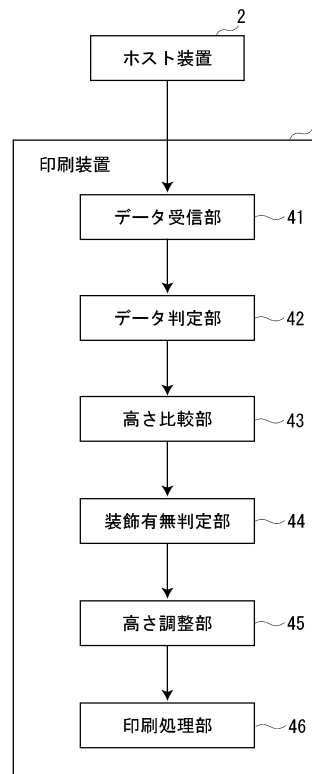 2
ホスト装置
印刷装置
データ受信部 41
データ判定部 42
高さ比較部 43
装飾有無判定部 44
高さ調整部 45
印刷処理部 46